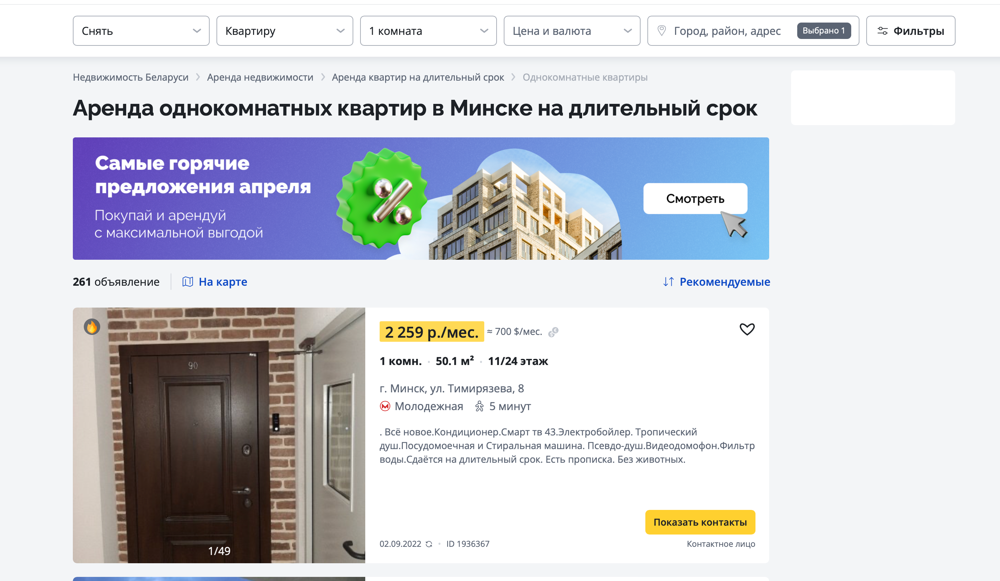 Снять
Квартиру
1 комната
Цена и валюта
Город, район, адрес
Выбрано 1
Фильтры
Недвижимость Беларуси
Аренда недвижимости
Аренда квартир на длительный срок
Однокомнатные квартиры
Аренда однокомнатных квартир в Минске на длительный срок
Самые горячие
предложения апреля
Покупай и арендуй
с максимальной выгодой
%
Смотреть
261 объявление
На карте
Рекомендуемые
90
1/49
2 259 р./мес.
≈ 700 $/мес.
1 комн. · 50.1 м² · 11/24 этаж
г. Минск, ул. Тимирязева, 8
Молодежная
5 минут
. Всё новое.Кондиционер.Смарт тв 43.Электробойлер. Тропический
душ.Посудомоечная и Стиральная машина. Псевдо-душ.Видеодомофон.Фильтр
воды.Сдаётся на длительный срок. Есть прописка. Без животных.
Показать контакты
02.09.2022 · ID 1936367
Контактное лицо